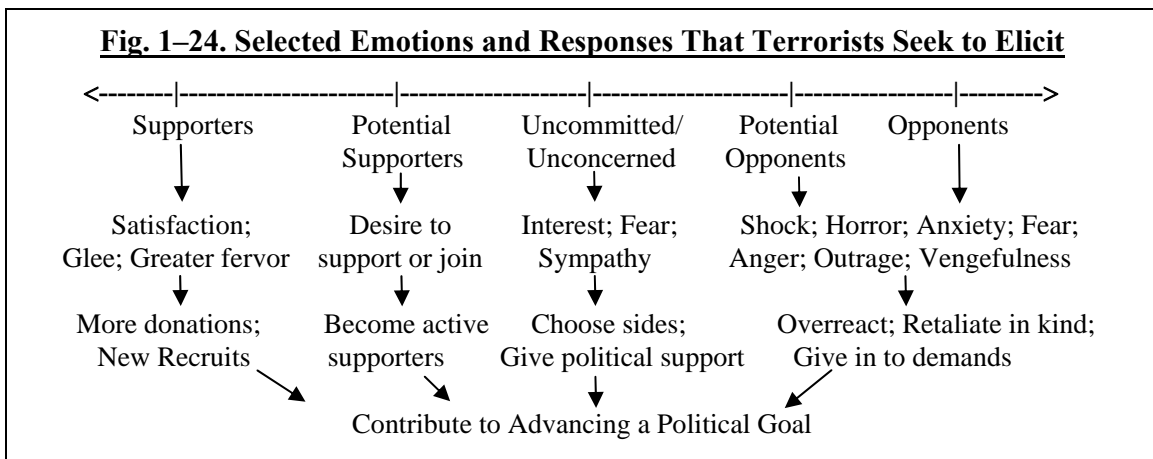 Fig. 1–24. Selected Emotions and Responses That Terrorists Seek to Elicit
<--------|-----------------------|--------------------|---------------------|-----------------|--------->
Supporters Potential Uncommitted/ Potential Opponents
Supporters Unconcerned Opponents
Satisfaction; Desire to Interest; Fear; Shock; Horror; Anxiety; Fear;
Glee; Greater fervor support or join Sympathy Anger; Outrage; Vengefulness
More donations; Become active Choose sides; Overreact; Retaliate in kind;
New Recruits supporters Give political support Give in to demands
Contribute to Advancing a Political Goal